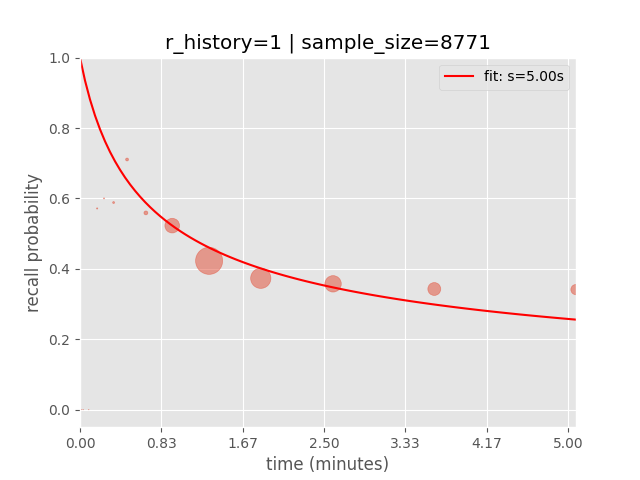 r_history=1 | sample_size=8771
fit: s=5.00s
recall probability
1.0
0.8
0.6
0.4
0.2
0.0
0.00 0.83 1.67 2.50 3.33 4.17 5.00
time (minutes)